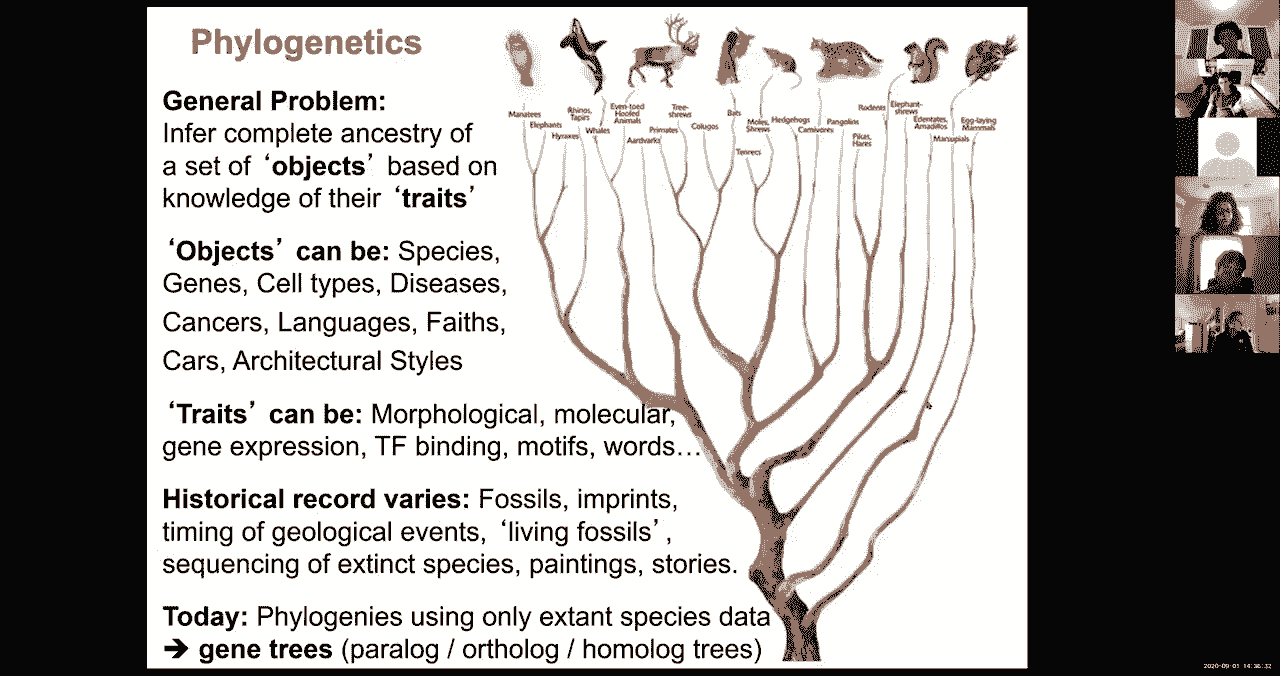 Phylogenetics
General Problem:
Infer complete ancestry of
a set of ‘objects’ based on
knowledge of their ‘traits’
‘Objects’ can be: Species,
Genes, Cell types, Diseases,
Cancers, Languages, Faiths,
Cars, Architectural Styles
‘Traits’ can be: Morphological, molecular,
gene expression, TF binding, motifs, words…
Historical record varies: Fossils, imprints,
timing of geological events, ‘living fossils’,
sequencing of extinct species, paintings, stories.
Today: Phylogenies using only extant species data
➔ gene trees (paralog / ortholog / homolog trees)
Manatees
Elephants
Hyraxes
Rhinos,
Tapirs
Whales
Even-toed
Hoofed
Animals
Aardvarks
Primates
Tree-
shrews
Colugos
Bats
Moles,
Shrews
Tenrecs
Hedgehogs
Carnivores
Pangolins
Pikas,
Hares
Rodents
Elephant-
shrews
Edentates,
Armadillos
Marsupials
Egg-laying
Mammals
2020-09-01 14:36:32